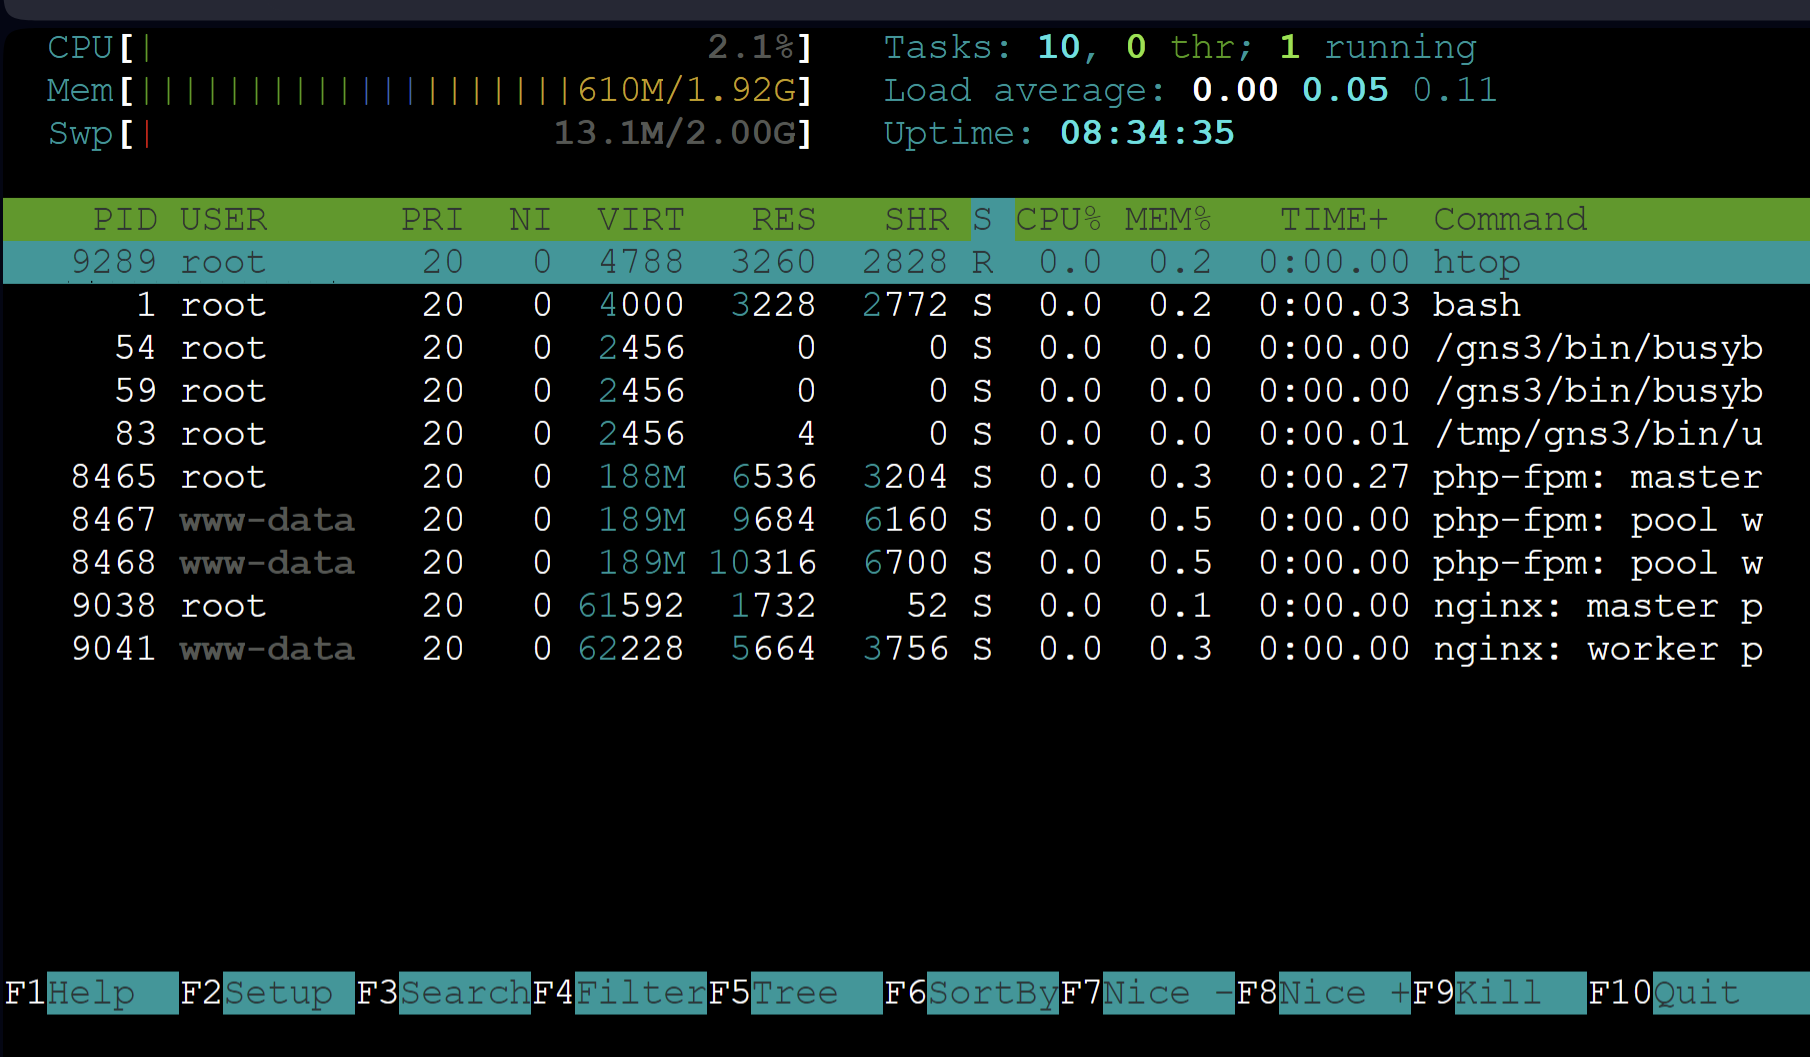 CPU[| 2.1%] Tasks: 10, 0 thr; 1 running
Mem[||||||||||||||||||||610M/1.92G] Load average: 0.00 0.05 0.11
Swp[| 13.1M/2.00G] Uptime: 08:34:35
PID USER PRI NI VIRT RES SHR S CPU% MEM% TIME+ Command
9289 root 20 0 4788 3260 2828 R 0.0 0.2 0:00.00 htop
1 root 20 0 4000 3228 2772 S 0.0 0.2 0:00.03 bash
54 root 20 0 2456 0 0 S 0.0 0.0 0:00.00 /gns3/bin/busyb
59 root 20 0 2456 0 0 S 0.0 0.0 0:00.00 /gns3/bin/busyb
83 root 20 0 2456 4 0 S 0.0 0.0 0:00.01 /tmp/gns3/bin/u
8465 root 20 0 188M 6536 3204 S 0.0 0.3 0:00.27 php-fpm: master
8467 www-data 20 0 189M 9684 6160 S 0.0 0.5 0:00.00 php-fpm: pool w
8468 www-data 20 0 189M 10316 6700 S 0.0 0.5 0:00.00 php-fpm: pool w
9038 root 20 0 61592 1732 52 S 0.0 0.1 0:00.00 nginx: master p
9041 www-data 20 0 62228 5664 3756 S 0.0 0.3 0:00.00 nginx: worker p
F1Help F2Setup F3SearchF4FilterF5Tree F6SortByF7Nice -F8Nice +F9Kill F10Quit